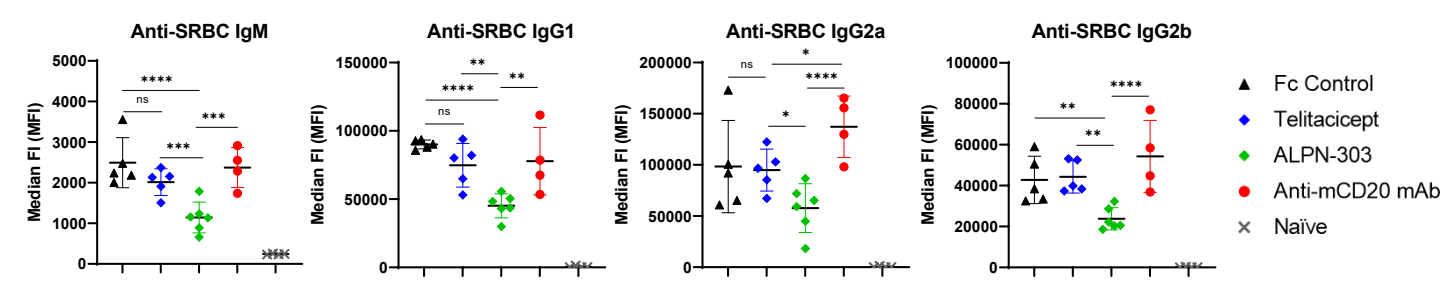 Anti-SRBC IgM
Median FI (MFI)
5000
4000
3000
2000
1000
0
****
ns
***
***
Anti-SRBC IgG1
Median FI (MFI)
150000
100000
50000
0
**
****
**
ns
Anti-SRBC IgG2a
Median FI (MFI)
200000
150000
100000
50000
0
*
ns
****
*
Anti-SRBC IgG2b
Median FI (MFI)
100000
80000
60000
40000
20000
0
****
**
**
Fc Control
Telitacicept
ALPN-303
Anti-mCD20 mAb
Naïve